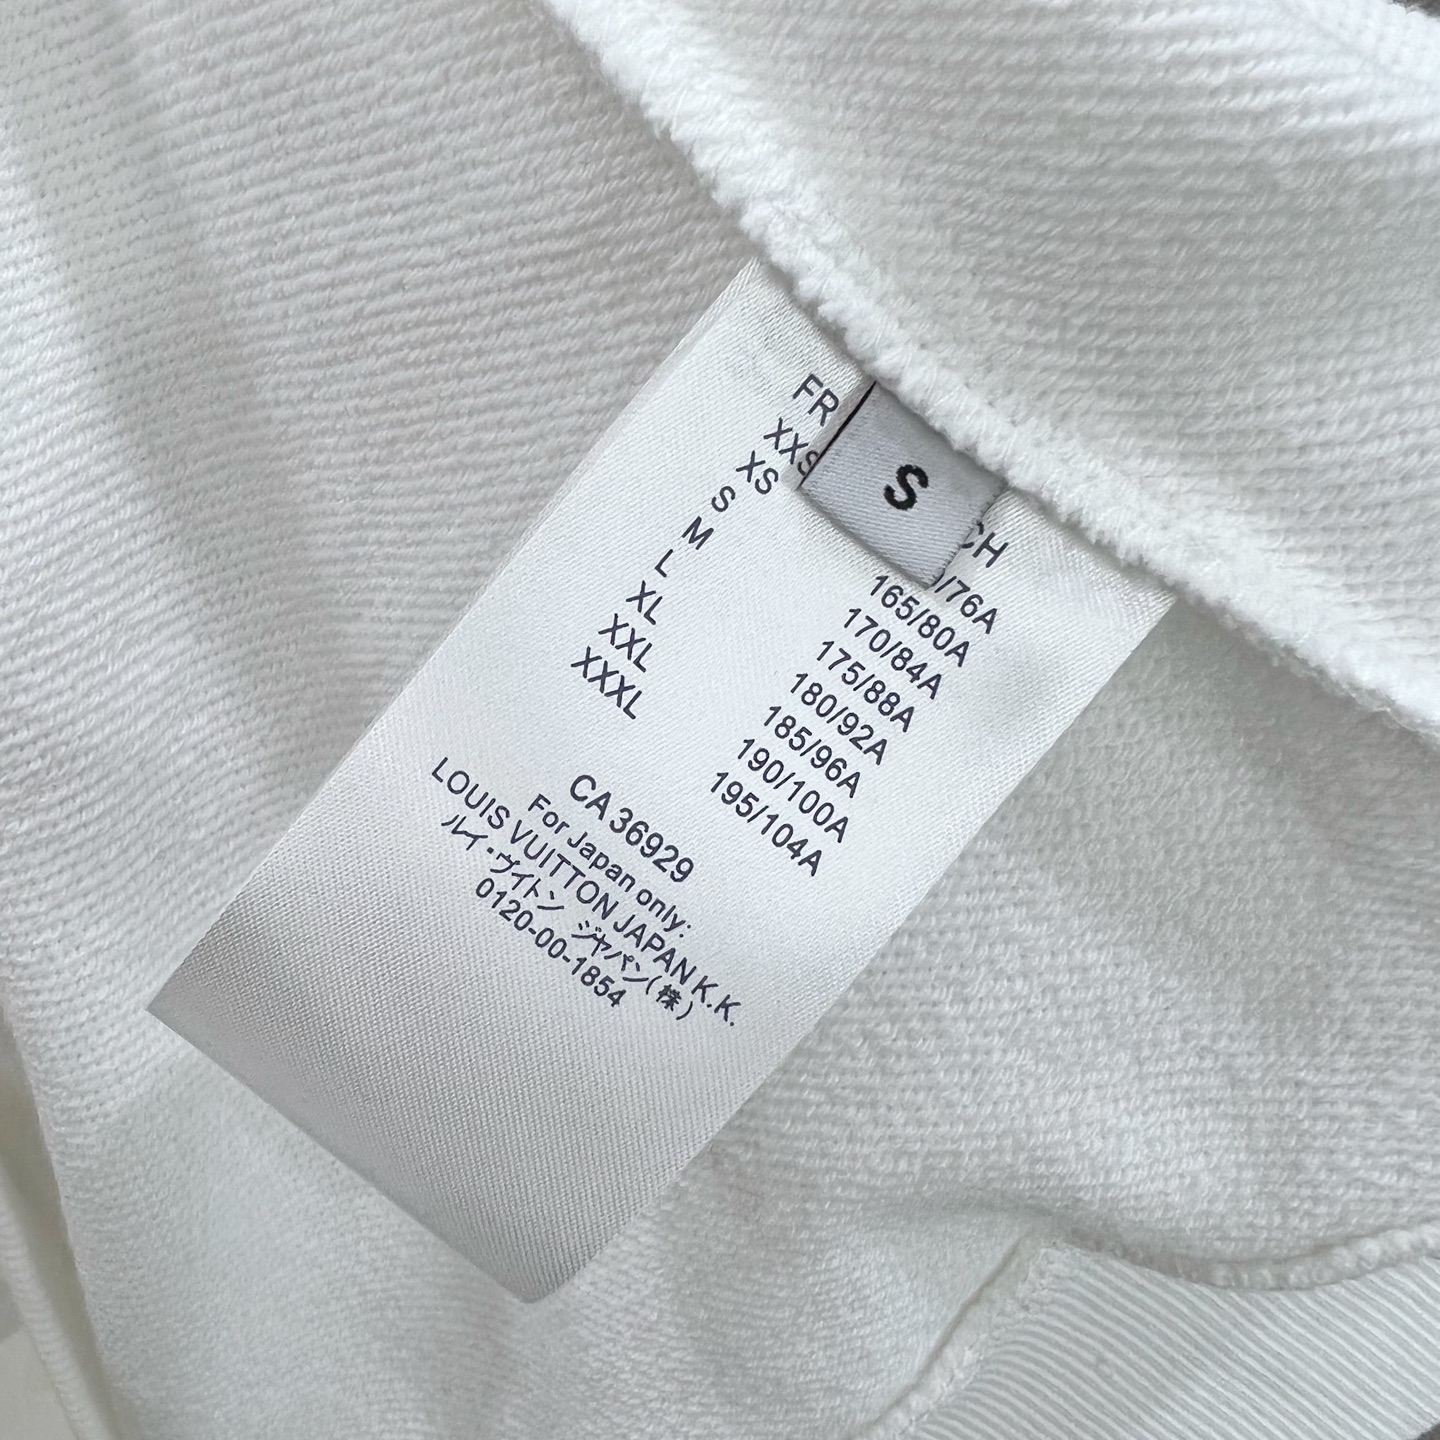 S
FR CH
XXS /76A
XS 165/80A
S 170/84A
M 175/88A
L 180/92A
XL 185/96A
XXL 190/100A
XXXL 195/104A
CA 36929
For Japan only:
LOUIS VUITTON JAPAN K.K.
ルイ・ヴィトン ジャパン(株)
0120-00-1854